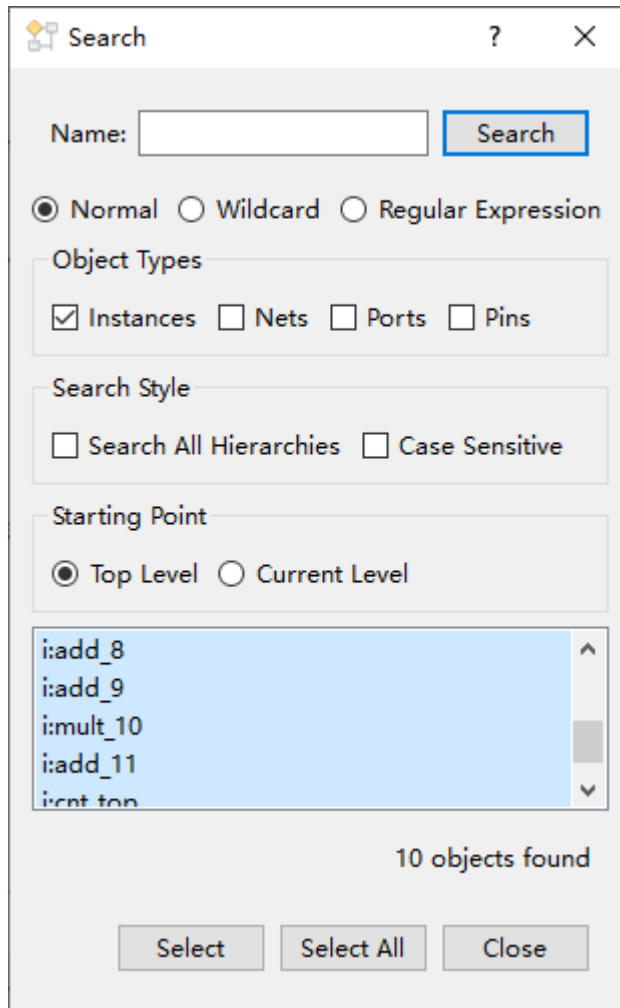 Search
?
Name:
Search
Normal Wildcard Regular Expression
Object Types
Instances Nets Ports Pins
Search Style
Search All Hierarchies Case Sensitive
Starting Point
Top Level Current Level
i:add_8
i:add_9
i:mult_10
i:add_11
i:cnt_top
10 objects found
Select Select All Close